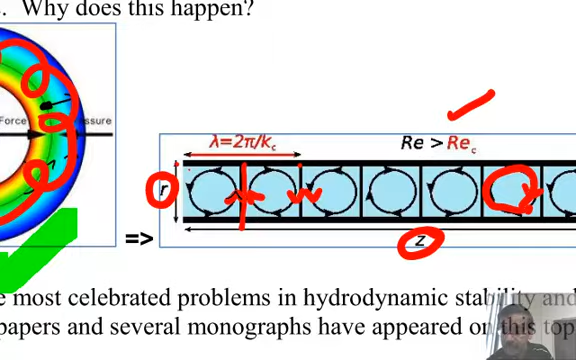 . Why does this happen?
Force
λ=2π/kc
Re > Rec
r
=>
z
most celebrated problems in hydrodynamic stability and
papers and several monographs have appeared on this top